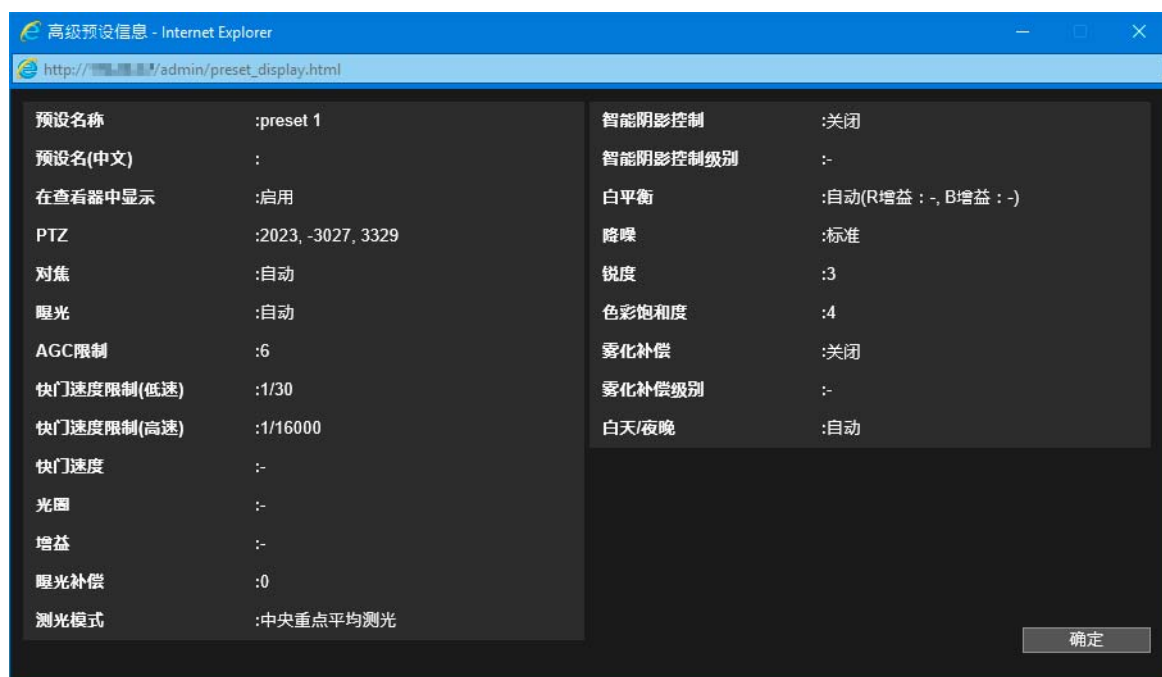 高级预设信息 - Internet Explorer
http:// /admin/preset_display.html
预设名称 :preset 1
预设名(中文) :
在查看器中显示 :启用
PTZ :2023, -3027, 3329
对焦 :自动
曝光 :自动
AGC限制 :6
快门速度限制(低速) :1/30
快门速度限制(高速) :1/16000
快门速度 :-
光圈 :-
增益 :-
曝光补偿 :0
测光模式 :中央重点平均测光
智能阴影控制 :关闭
智能阴影控制级别 :-
白平衡 :自动(R增益：-, B增益：-)
降噪 :标准
锐度 :3
色彩饱和度 :4
雾化补偿 :关闭
雾化补偿级别 :-
白天/夜晚 :自动
确定